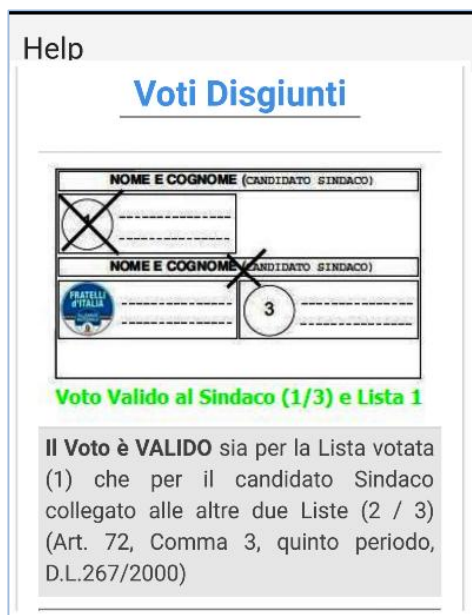 Help
Voti Disgiunti
NOME E COGNOME (CANDIDATO SINDACO)
NOME E COGNOME (CANDIDATO SINDACO)
FRATELLI
d'ITALIA
3
Voto Valido al Sindaco (1/3) e Lista 1
Il Voto è VALIDO sia per la Lista votata
(1) che per il candidato Sindaco
collegato alle altre due Liste (2 / 3)
(Art. 72, Comma 3, quinto periodo,
D.L.267/2000)